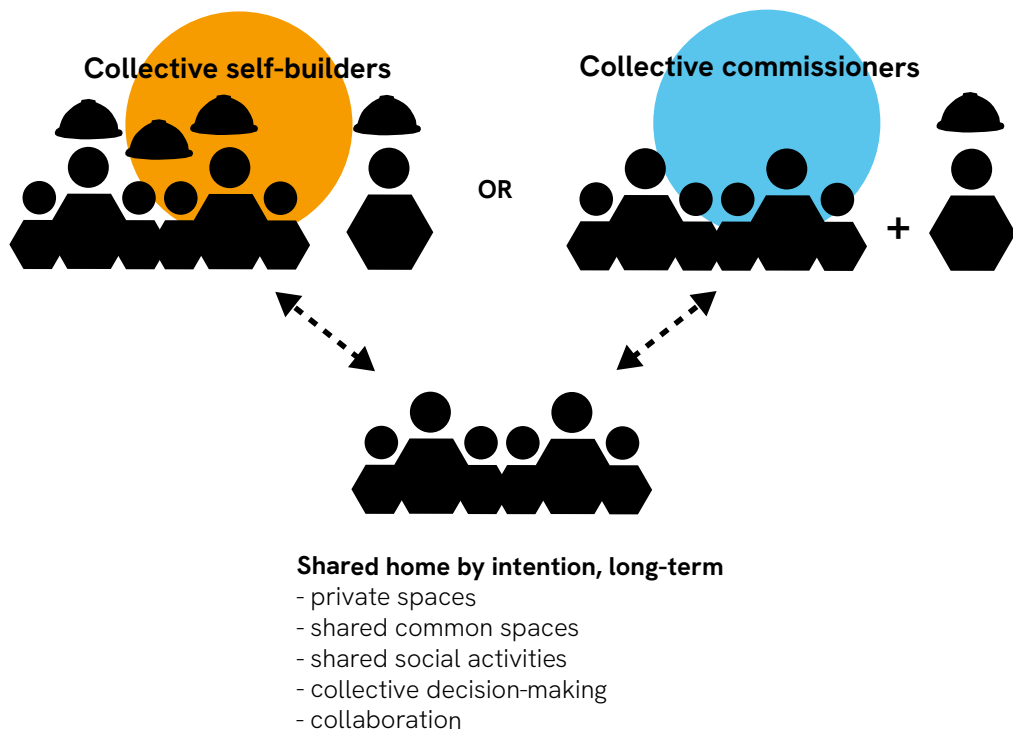 Collective self-builders
Collective commissioners
OR
+
Shared home by intention, long-term
- private spaces
- shared common spaces
- shared social activities
- collective decision-making
- collaboration